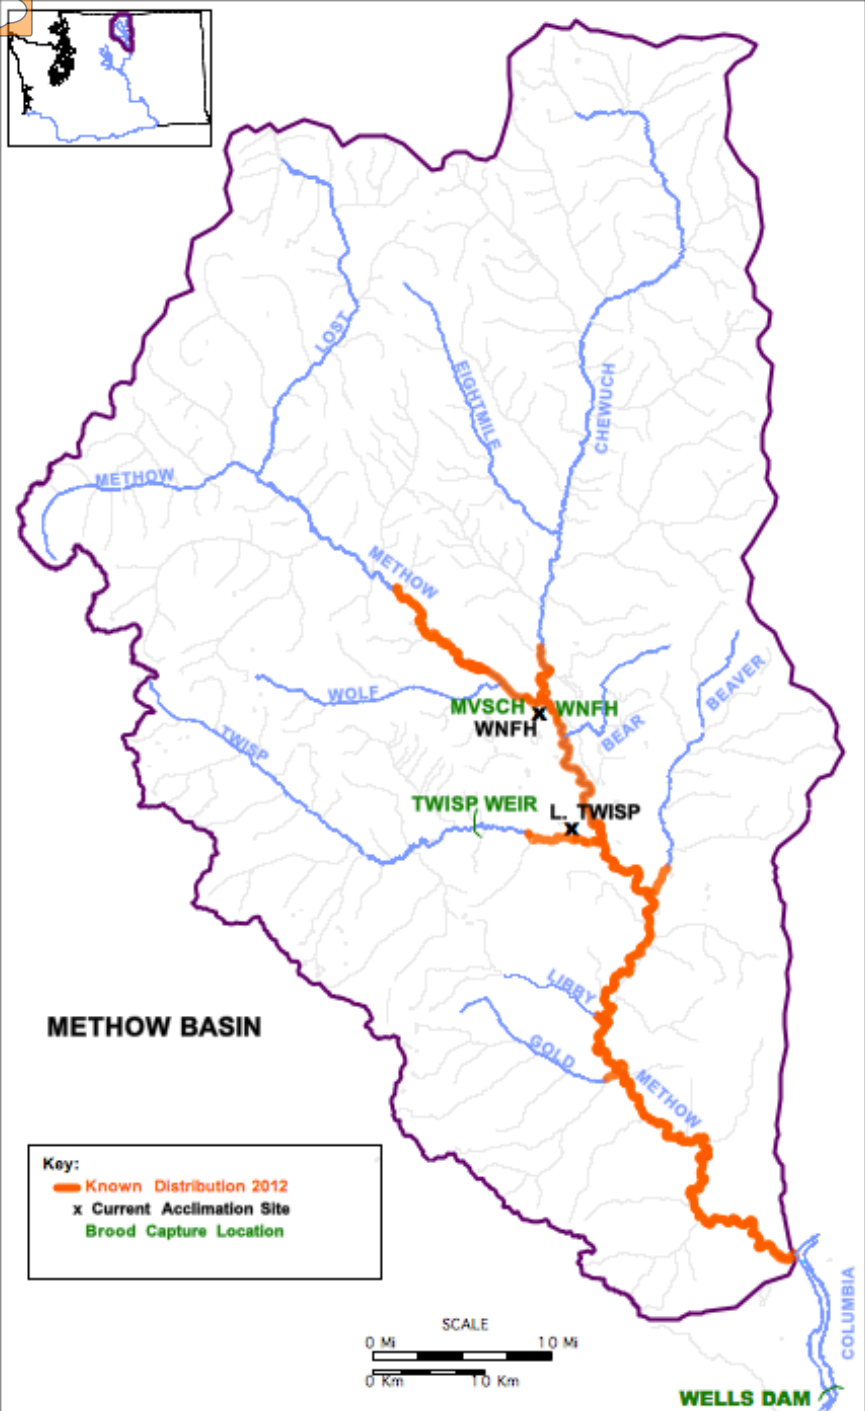 LOST
EIGHTMILE
CHEWUCH
METHOW
METHOW
BEAVER
WOLF
MVSCH
WNFH
WNFH
BEAR
TWISP
TWISP WEIR
L. TWISP
LIBBY
METHOW BASIN
GOLD
METHOW
Key:
Known Distribution 2012
x Current Acclimation Site
Brood Capture Location
COLUMBIA
SCALE
0 Mi 10 Mi
0 Km 10 Km
WELLS DAM